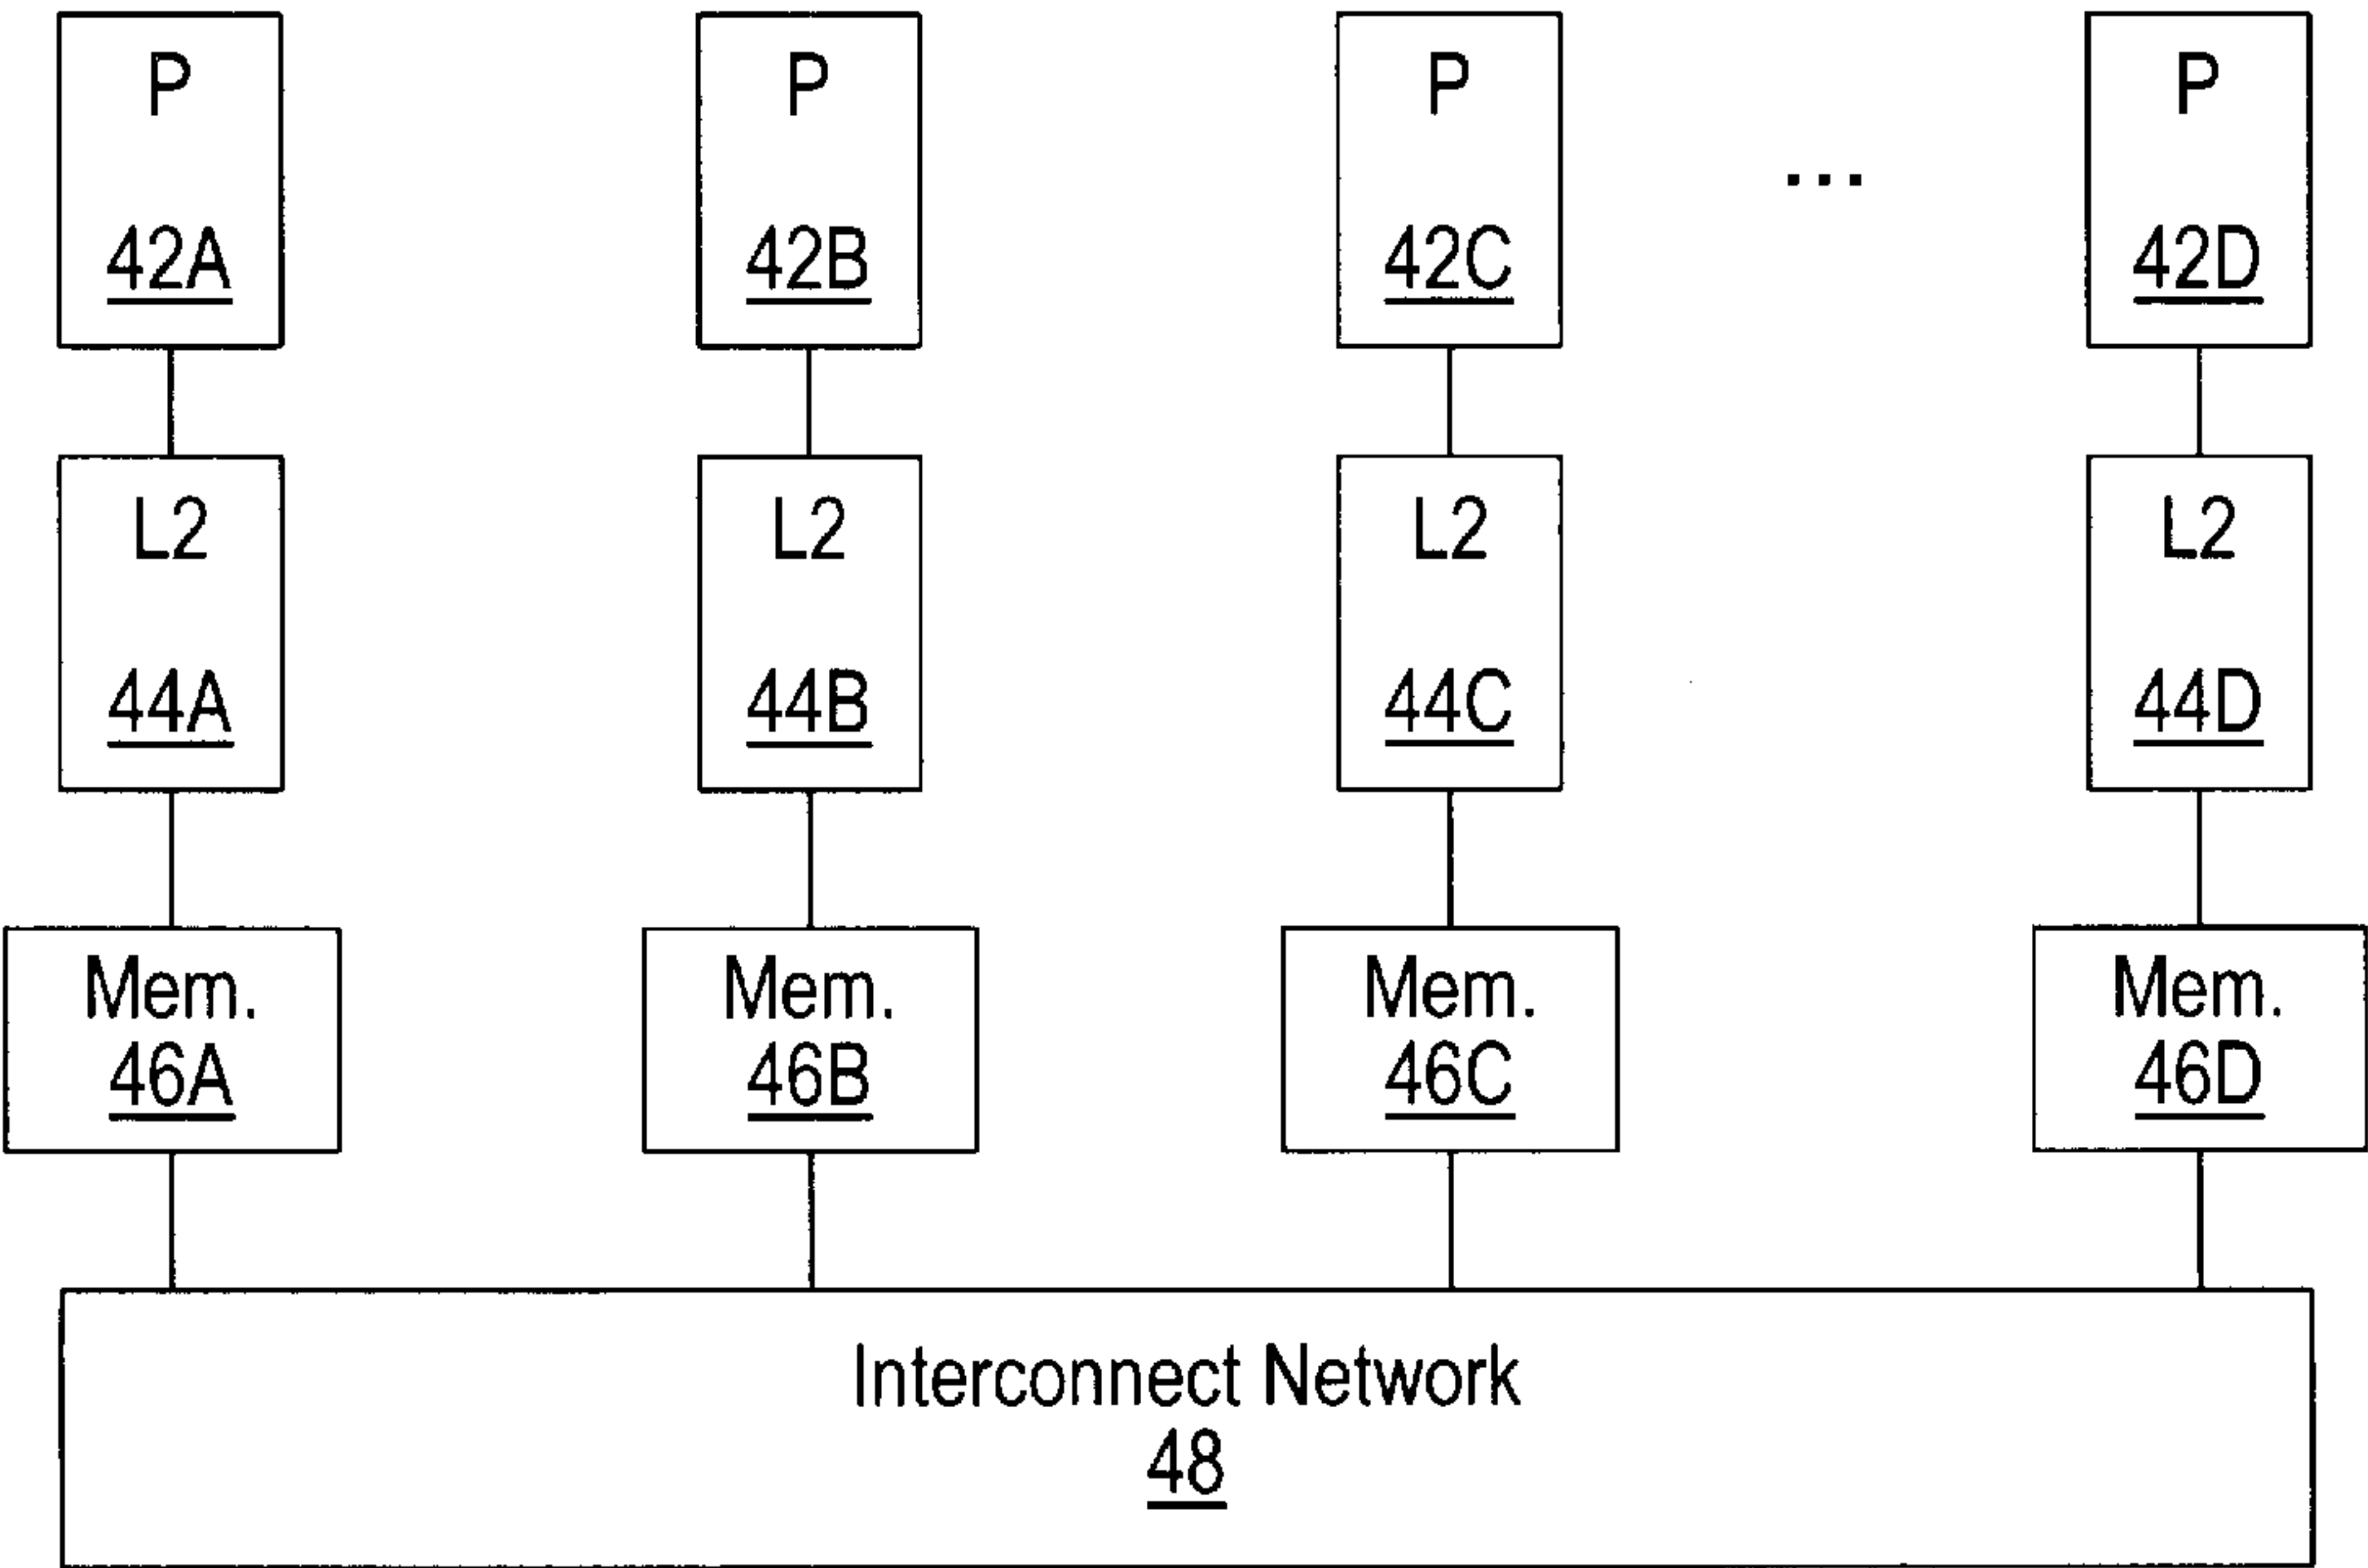 P P P ... P
42A 42B 42C 42D
L2 L2 L2 L2
44A 44B 44C 44D
Mem. Mem. Mem. Mem.
46A 46B 46C 46D
Interconnect Network
48